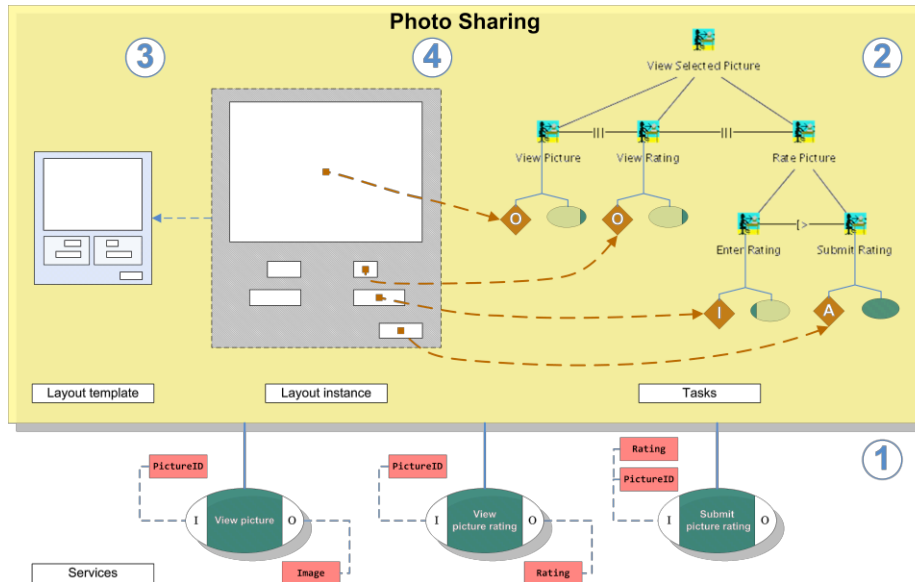 Photo Sharing
3
4
2
View Selected Picture
|||
|||
View Picture
View Rating
Rate Picture
O
O
[>
Enter Rating
Submit Rating
I
A
Layout template
Layout instance
Tasks
1
PictureID
PictureID
Rating
PictureID
I
View picture
O
I
View
picture rating
O
I
Submit
picture rating
O
Image
Rating
Services